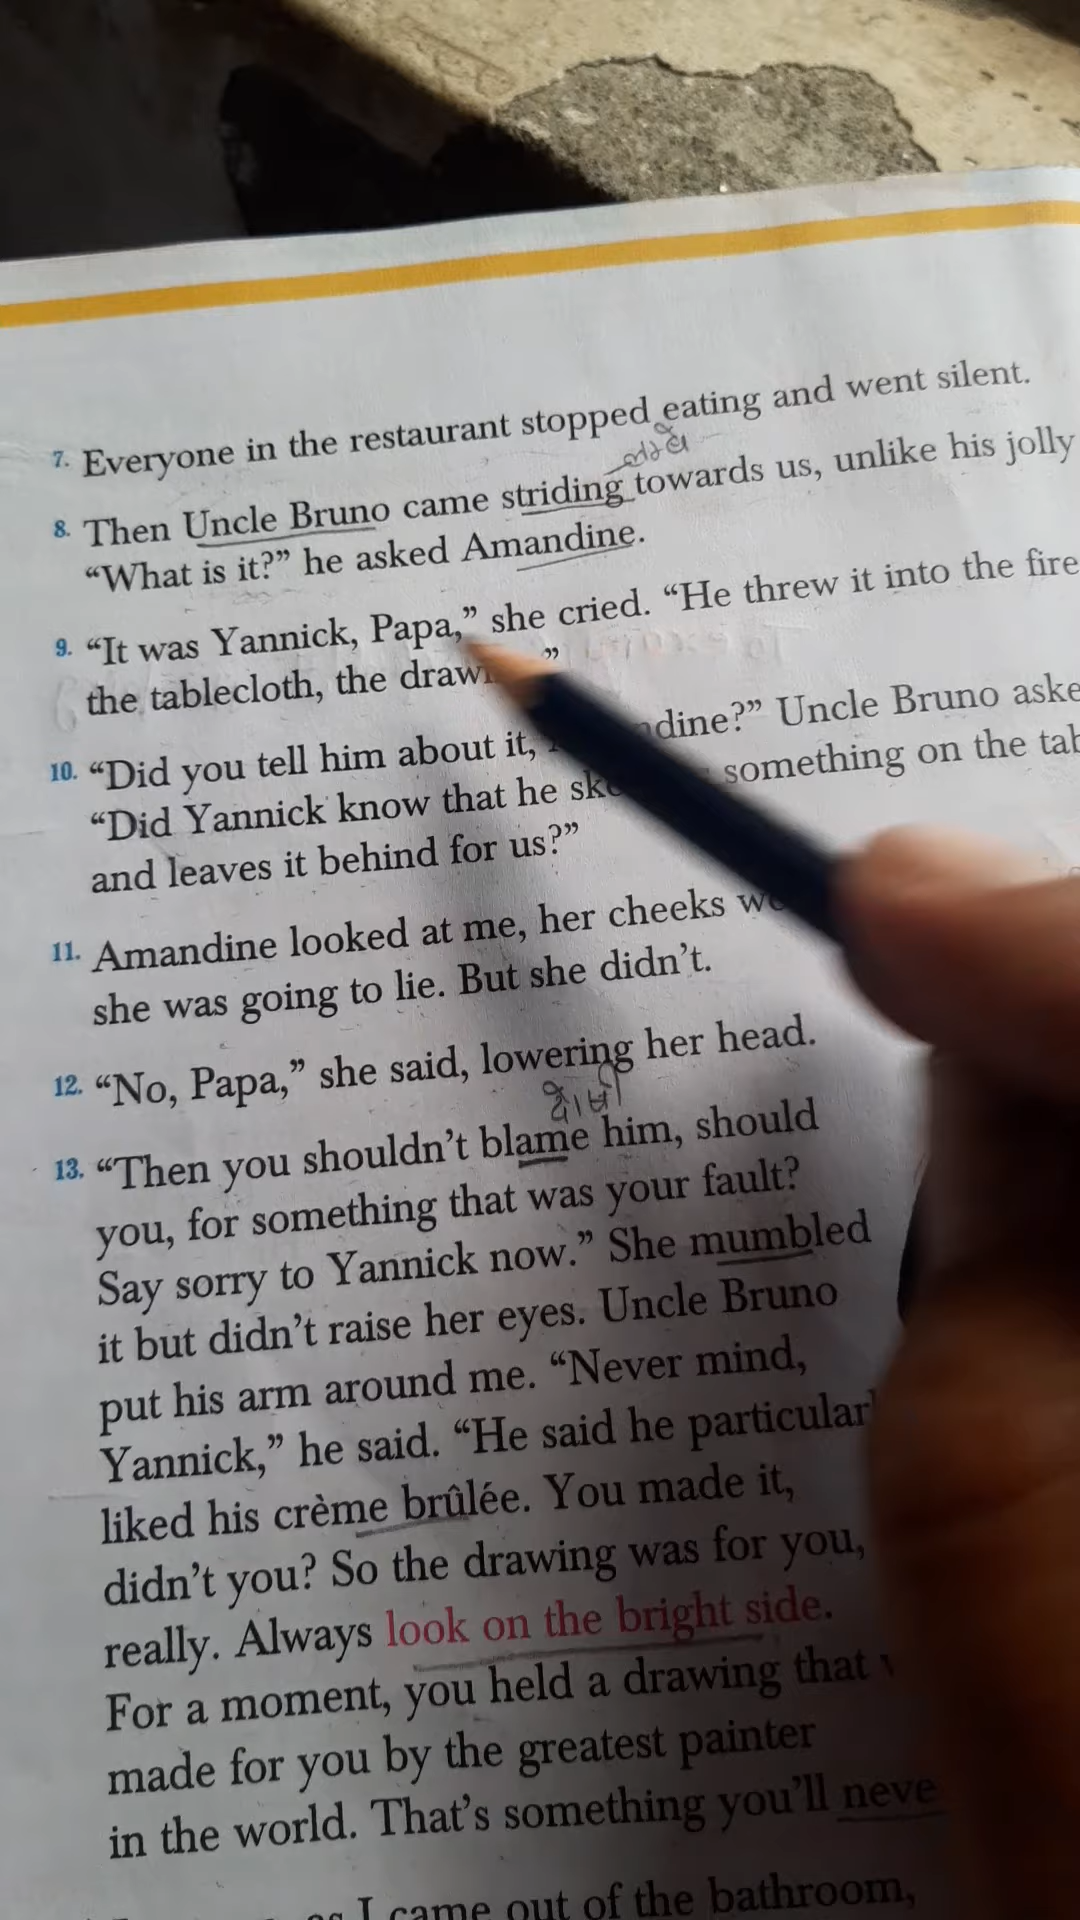 7. Everyone in the restaurant stopped eating and went silent.
8. Then Uncle Bruno came striding towards us, unlike his jolly
“What is it?” he asked Amandine.
9. “It was Yannick, Papa,” she cried. “He threw it into the fire
the tablecloth, the ”
10. “Did you tell him about it, Uncle Bruno
“Did Yannick know that he something on the
and leaves it behind for us?”
11. Amandine looked at me, her cheeks
she was going to lie. But she didn’t.
12. “No, Papa,” she said, lowering her head.
13. “Then you shouldn’t blame him, should
you, for something that was your fault?
Say sorry to Yannick now.” She mumbled
it but didn’t raise her eyes. Uncle Bruno
put his arm around me. “Never mind,
Yannick,” he said. “He said he
liked his crème brûlée. You made it,
didn’t you? So the drawing was for you,
really. Always look on the bright side.
For a moment, you held a drawing that
made for you by the greatest painter
in the world. That’s something you’ll
I came out of the bathroom,